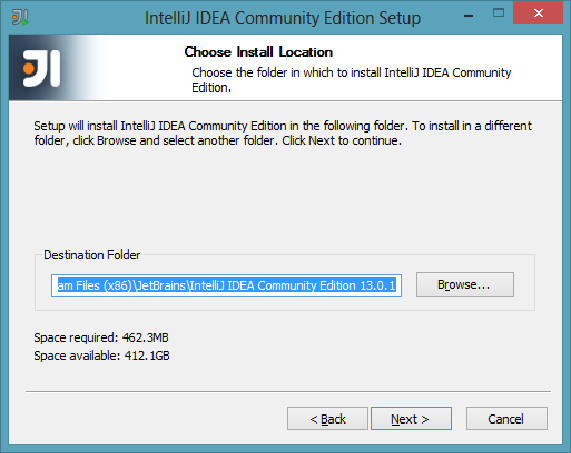 IntelliJ IDEA Community Edition Setup
Choose Install Location
Choose the folder in which to install IntelliJ IDEA Community
Edition.
Setup will install IntelliJ IDEA Community Edition in the following folder. To install in a different
folder, click Browse and select another folder. Click Next to continue.
Destination Folder
am Files (x86)\JetBrains\IntelliJ IDEA Community Edition 13.0.1
Browse...
Space required: 462.3MB
Space available: 412.1GB
< Back
Next >
Cancel